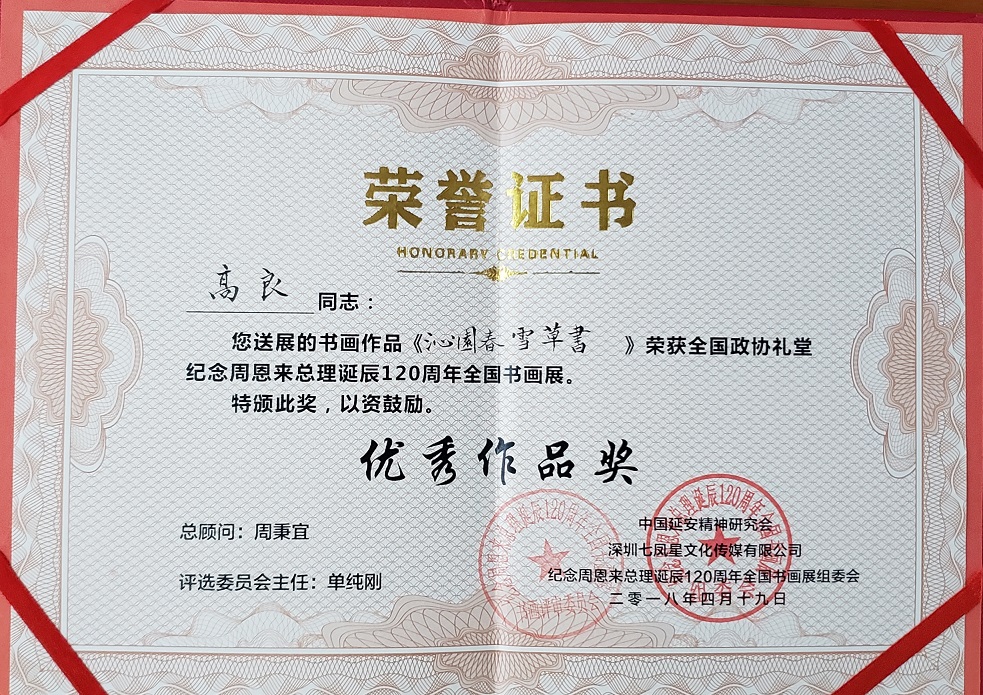 荣誉证书
HONORARY CREDENTIAL
高良 同志：
您送展的书画作品《沁園春雪草書 》荣获全国政协礼堂
纪念周恩来总理诞辰120周年全国书画展。
特颁此奖，以资鼓励。
优秀作品奖
总顾问：周秉宜
评选委员会主任：单纯刚
中国延安精神研究会
深圳七凤星文化传媒有限公司
纪念周恩来总理诞辰120周年全国书画展组委会
二零一八年四月十九日